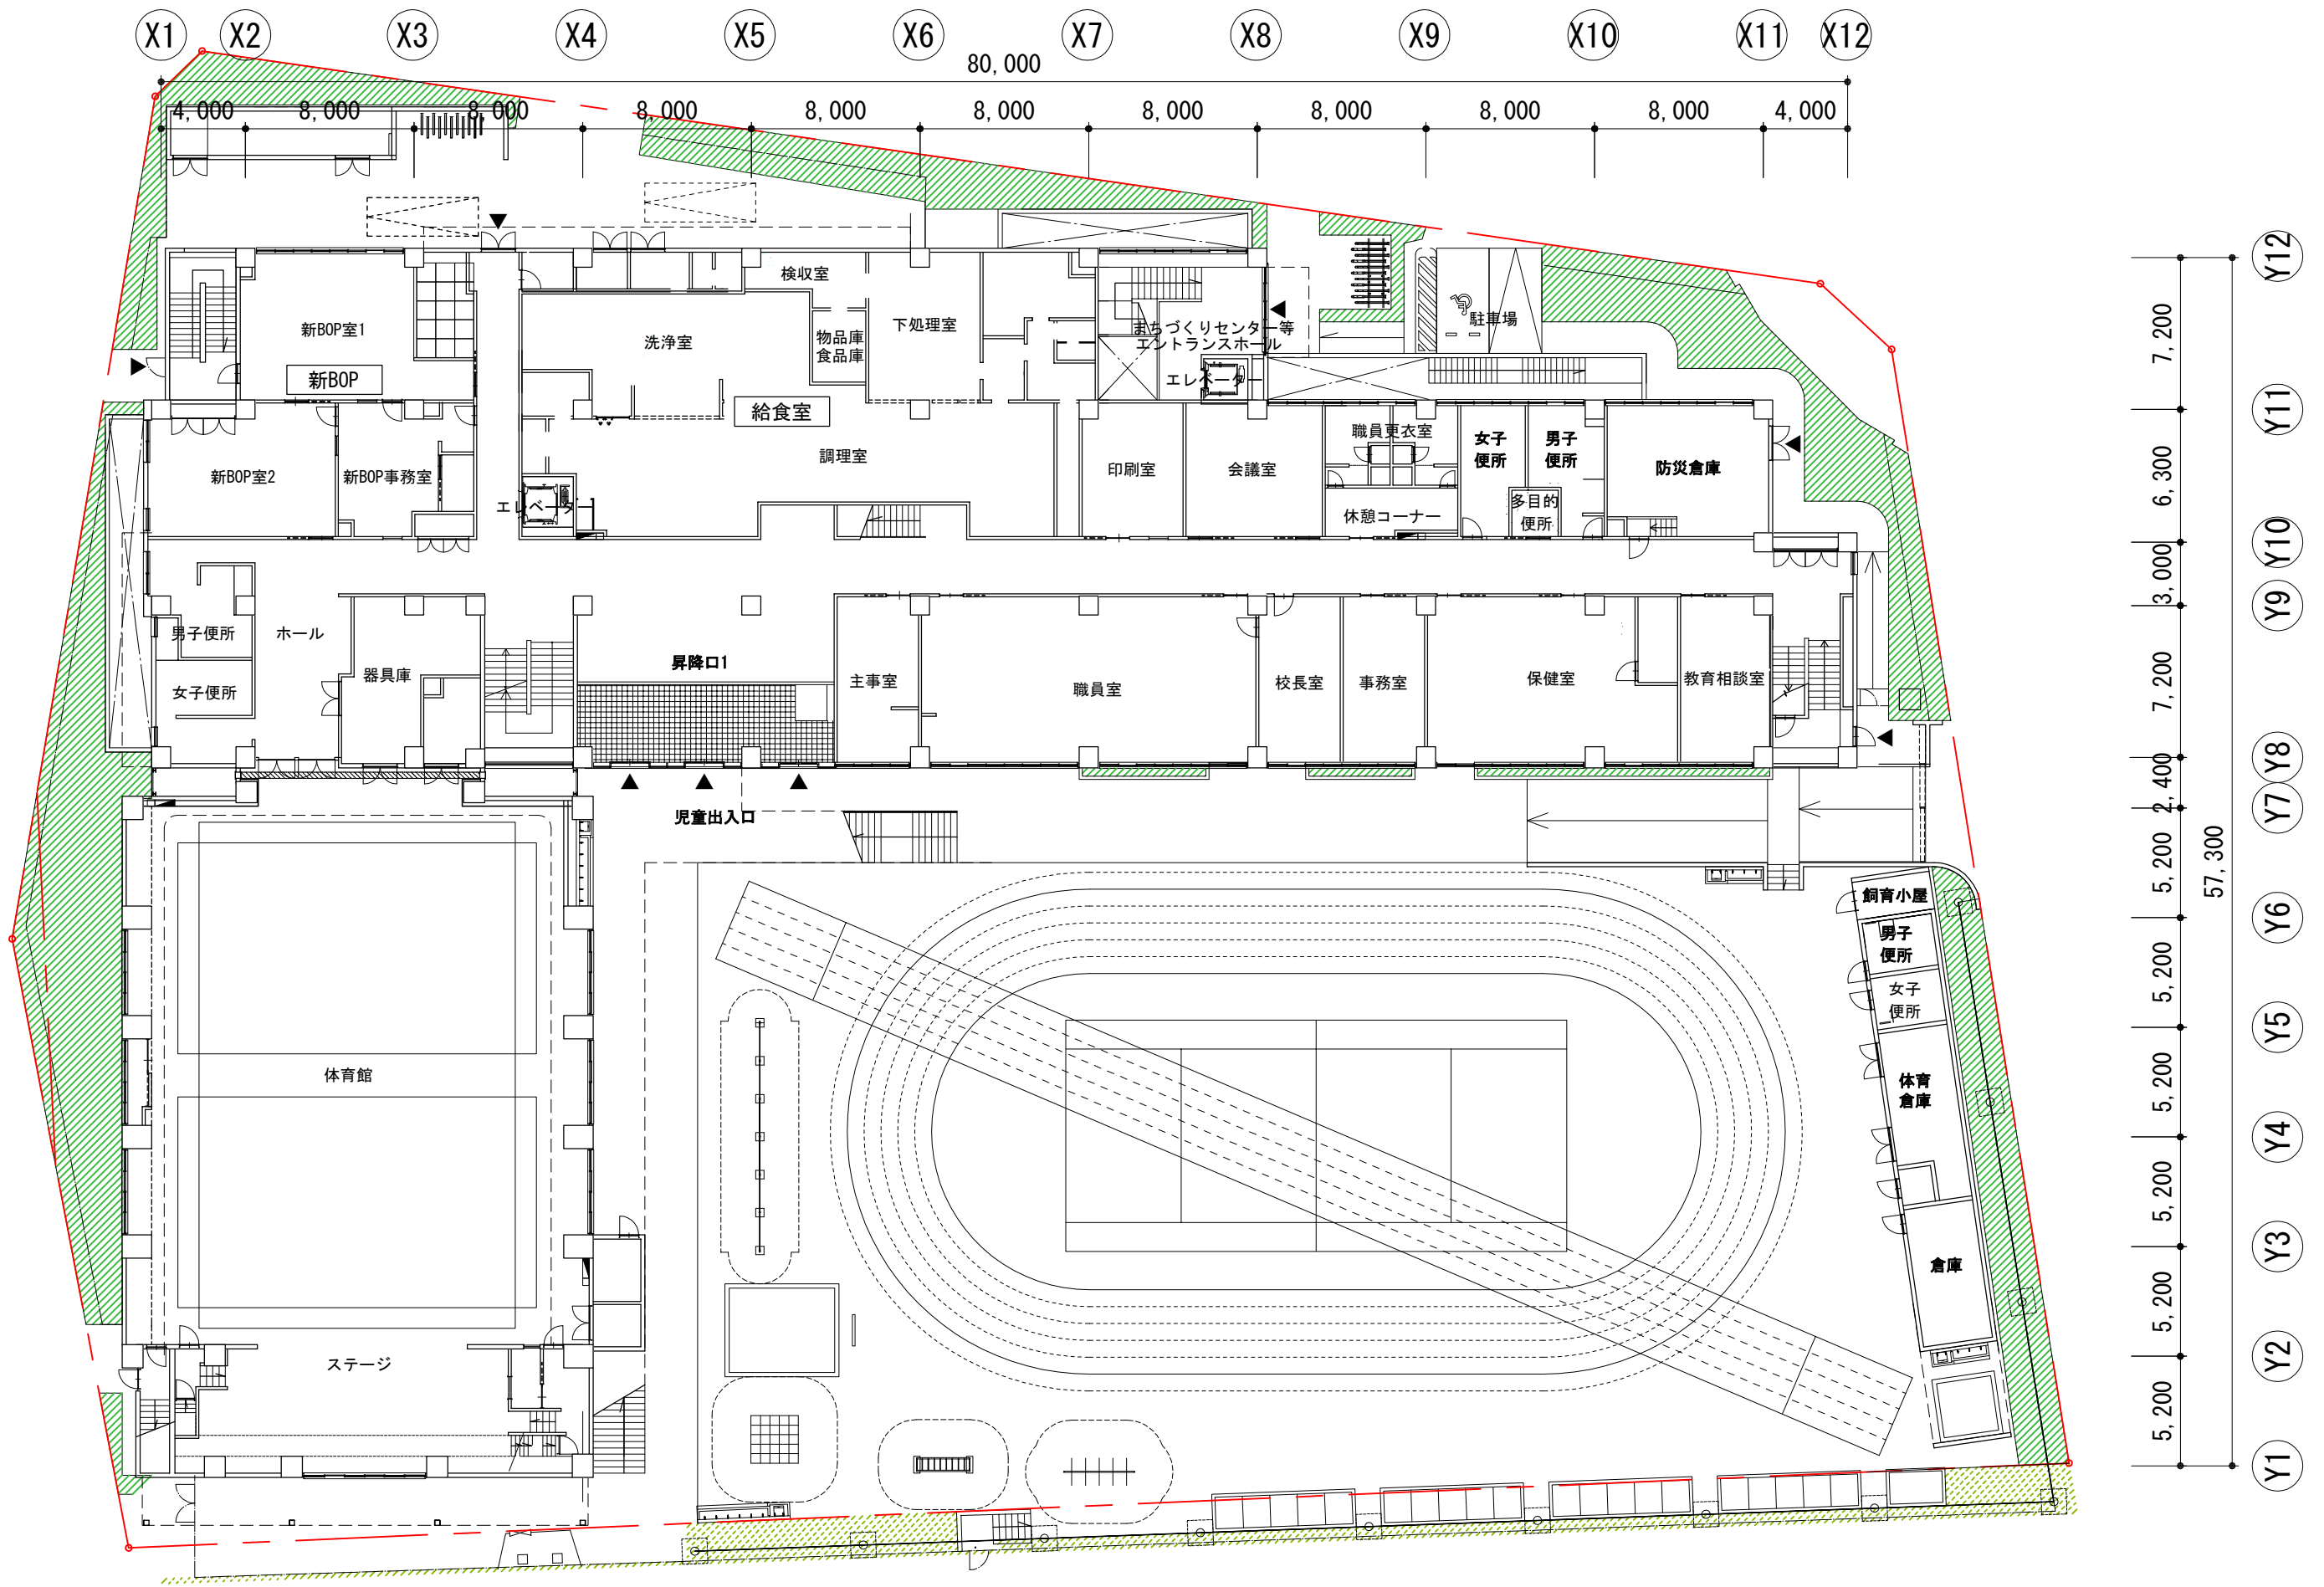 X1 X2 X3 X4 X5 X6 X7 X8 X9 X10 X11 X12
80,000
4,000 8,000 8,000 8,000 8,000 8,000 8,000 8,000 8,000 8,000 4,000
Y12
7,200
Y11
6,300
Y10
3,000
Y9
7,200
Y8
2,400
Y7
5,200
Y6
5,200
Y5
5,200
Y4
5,200
Y3
5,200
Y2
5,200
Y1
57,300
新BOP室1
新BOP
新BOP室2
新BOP事務室
エレベーター
検収室
洗浄室
物品庫
食品庫
下処理室
給食室
調理室
まちづくりセンター等
エントランスホール
エレベーター
駐車場
印刷室
会議室
職員更衣室
休憩コーナー
女子
便所
男子
便所
多目的
便所
防災倉庫
男子便所
女子便所
ホール
器具庫
昇降口1
主事室
職員室
校長室
事務室
保健室
教育相談室
児童出入口
体育館
ステージ
飼育小屋
男子
便所
女子
便所
体育
倉庫
倉庫